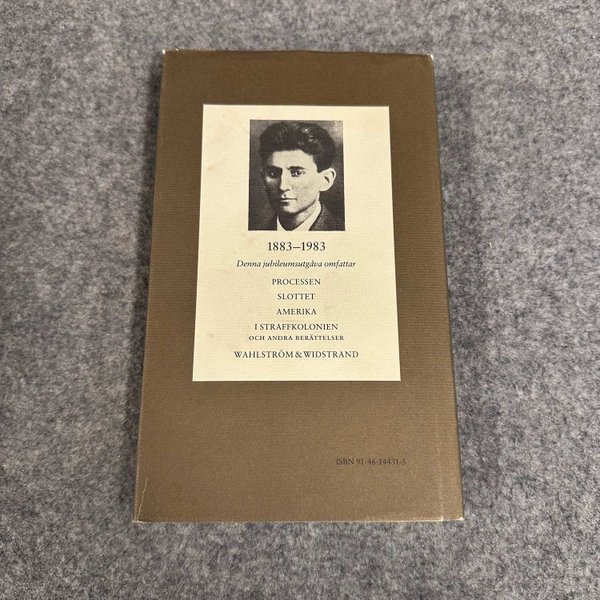 1883–1983
Denna jubileumsutgåva omfattar
PROCESSEN
SLOTTET
AMERIKA
I STRAFFKOLONIEN
OCH ANDRA BERÄTTELSER
WAHLSTRÖM & WIDSTRAND
ISBN 91-46-14431-5